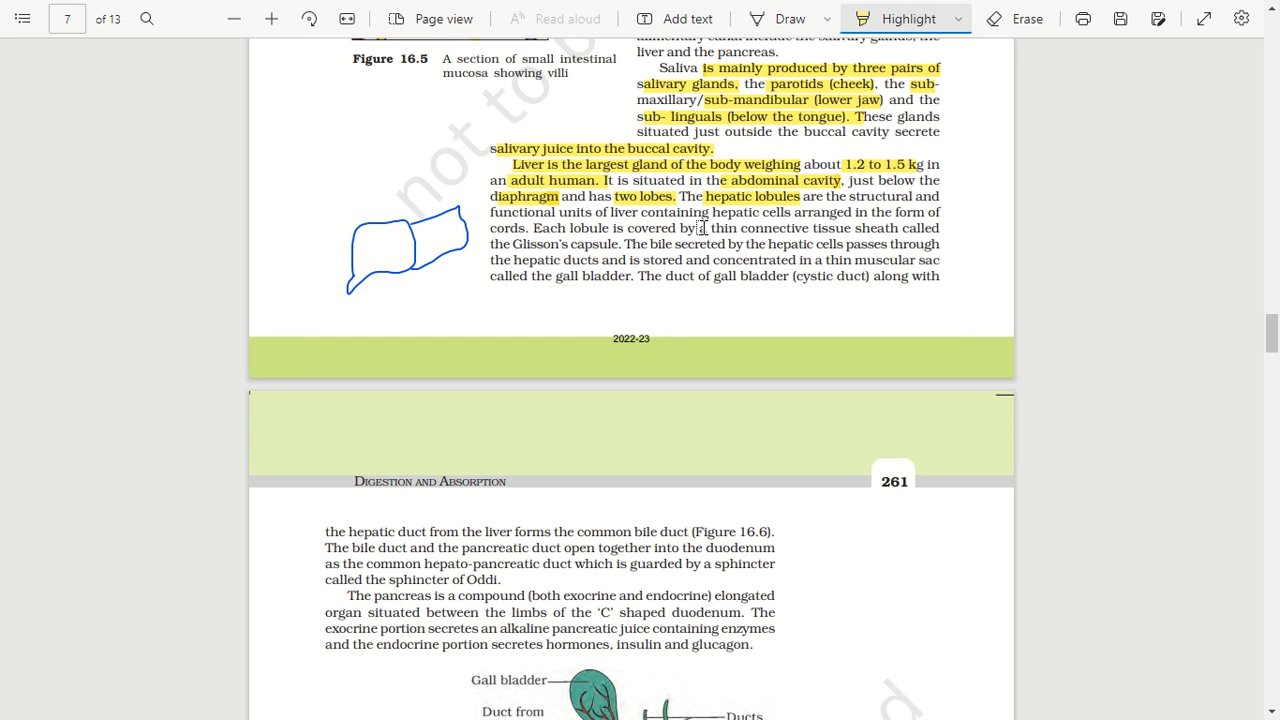 7 of 13 Page view Read aloud Add text Draw Highlight Erase
liver and the pancreas.
Figure 16.5 A section of small intestinal
mucosa showing villi
Saliva is mainly produced by three pairs of
salivary glands, the parotids (cheek), the sub-
maxillary/sub-mandibular (lower jaw) and the
sub- linguals (below the tongue). These glands
situated just outside the buccal cavity secrete
salivary juice into the buccal cavity.
Liver is the largest gland of the body weighing about 1.2 to 1.5 kg in
an adult human. It is situated in the abdominal cavity, just below the
diaphragm and has two lobes. The hepatic lobules are the structural and
functional units of liver containing hepatic cells arranged in the form of
cords. Each lobule is covered by a thin connective tissue sheath called
the Glisson's capsule. The bile secreted by the hepatic cells passes through
the hepatic ducts and is stored and concentrated in a thin muscular sac
called the gall bladder. The duct of gall bladder (cystic duct) along with
not to b
2022-23
DIGESTION AND ABSORPTION 261
the hepatic duct from the liver forms the common bile duct (Figure 16.6).
The bile duct and the pancreatic duct open together into the duodenum
as the common hepato-pancreatic duct which is guarded by a sphincter
called the sphincter of Oddi.
The pancreas is a compound (both exocrine and endocrine) elongated
organ situated between the limbs of the 'C' shaped duodenum. The
exocrine portion secretes an alkaline pancreatic juice containing enzymes
and the endocrine portion secretes hormones, insulin and glucagon.
Gall bladder
Duct from
Ducts